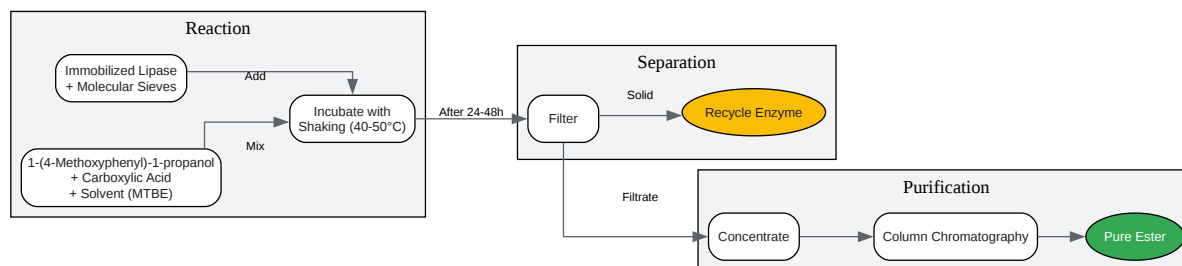 Reaction
Immobilized Lipase
+ Molecular Sieves
Add
Incubate with
Shaking (40-50°C)
Mix
1-(4-Methoxyphenyl)-1-propanol
+ Carboxylic Acid
+ Solvent (MTBE)
After 24-48h
Separation
Filter
Solid
Recycle Enzyme
Filtrate
Purification
Concentrate
Column Chromatography
Pure Ester